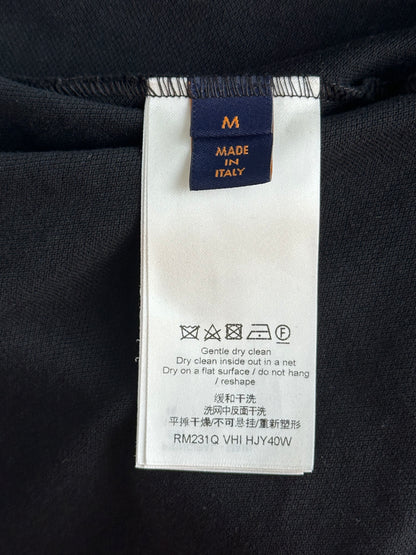 M
MADE
IN
ITALY
F
Gentle dry clean
Dry clean inside out in a net
Dry on a flat surface / do not hang
/ reshape
缓和干洗
洗网中反面干洗
平摊干燥/不可悬挂/重新塑形
RM231Q VHI HJY40W